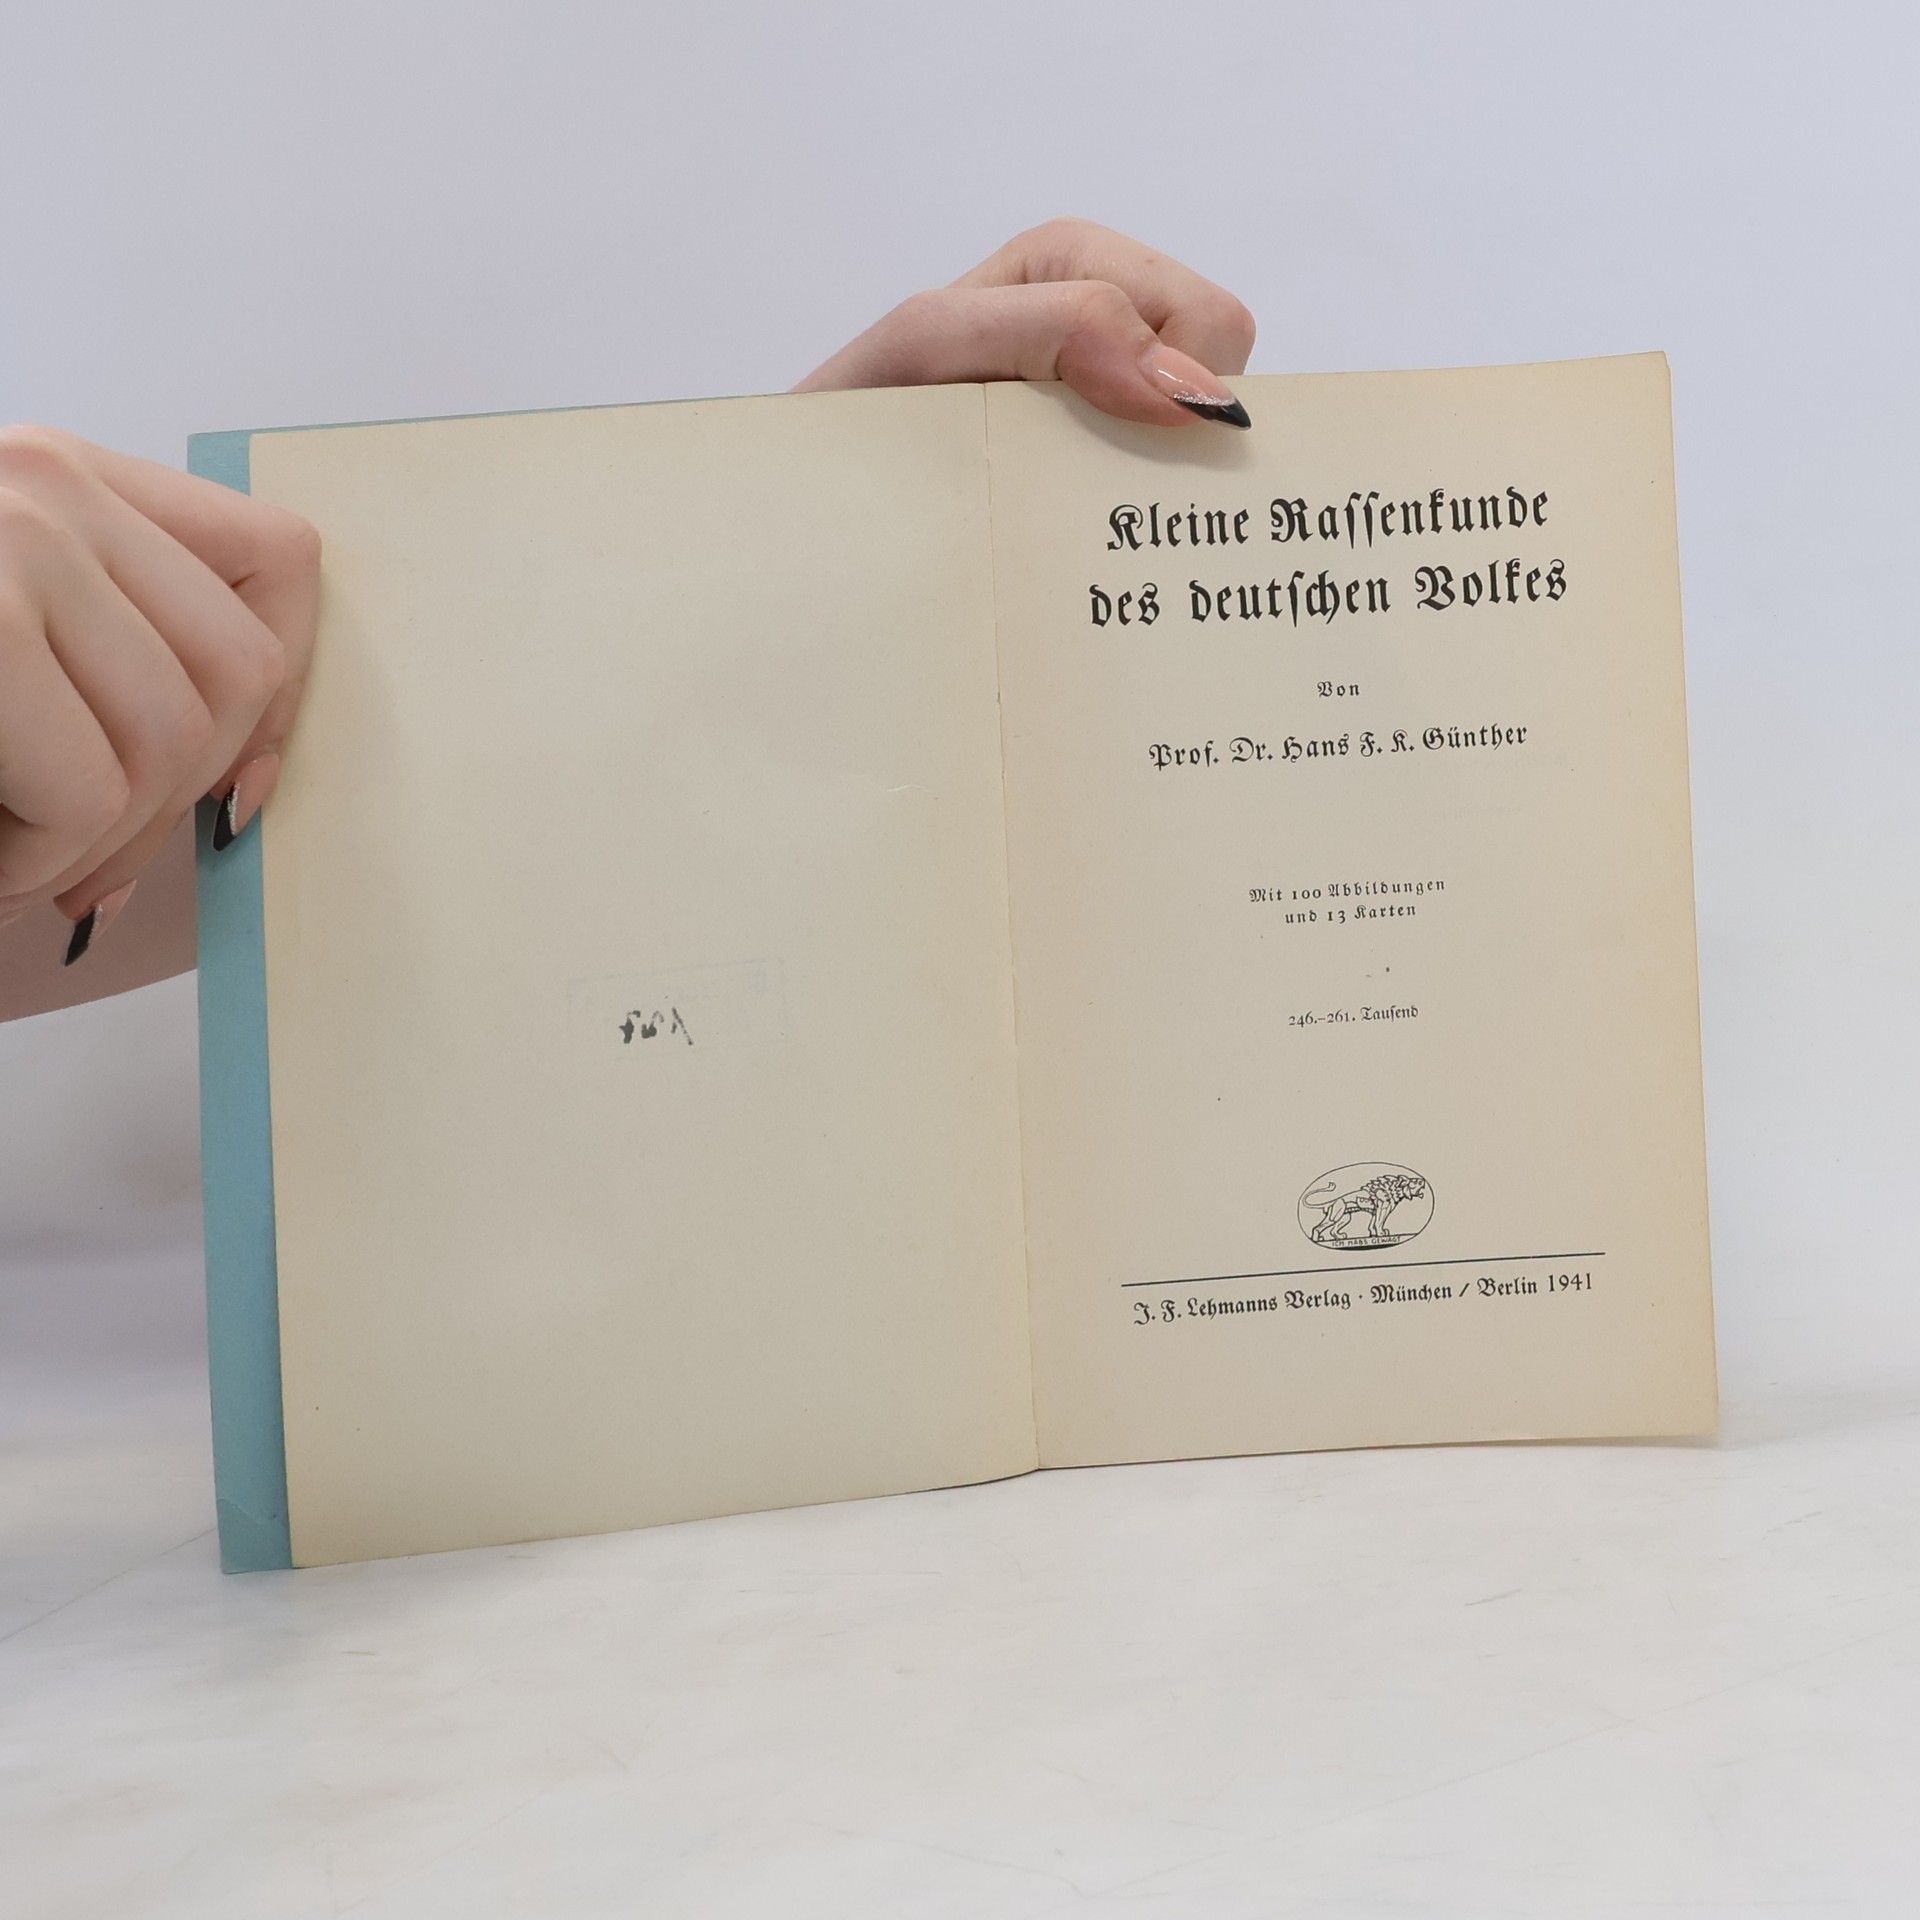 Kleine Raſſenkunde
des deutſchen Volkes
Von
Prof. Dr. Hans F. K. Günther
Mit 100 Abbildungen
und 13 Karten
246.–261. Tauſend
ICH HABS GEWAGT
J. F. Lehmanns Verlag · München / Berlin 1941